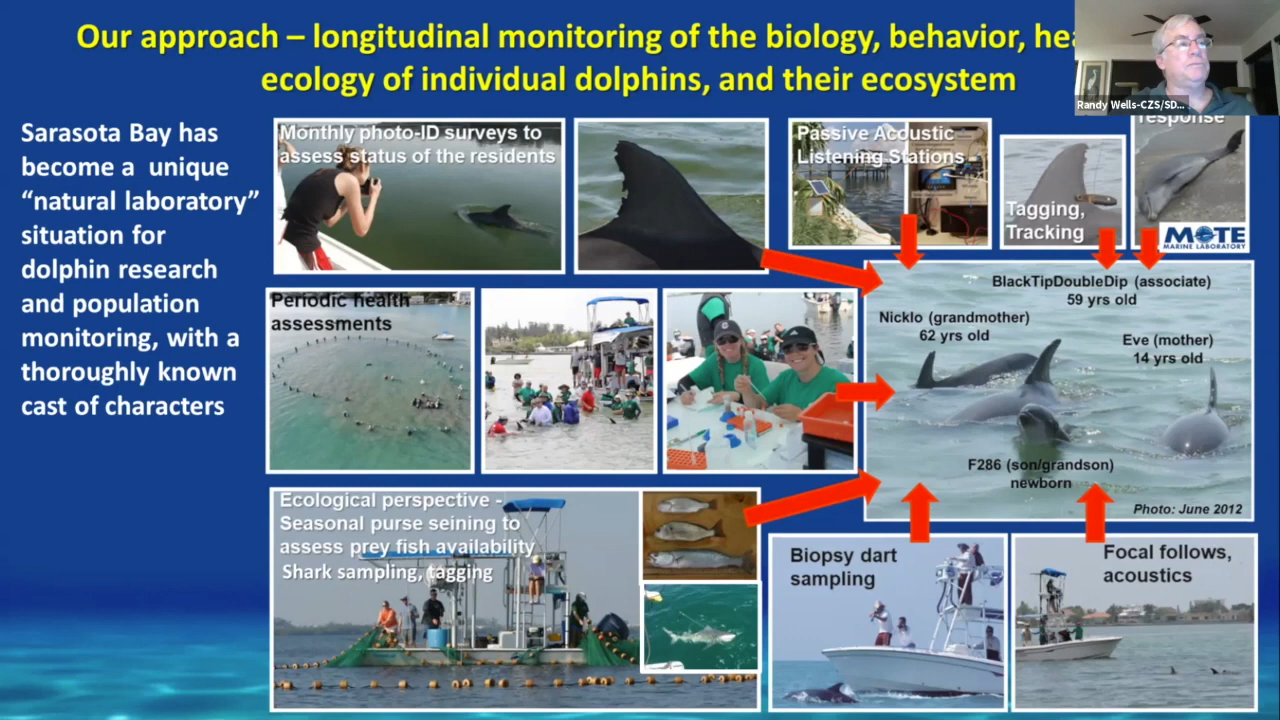 Our approach – longitudinal monitoring of the biology, behavior, hea
ecology of individual dolphins, and their ecosystem
Randy Wells-CZS/SD...
Sarasota Bay has
become a unique
“natural laboratory”
situation for
dolphin research
and population
monitoring, with a
thoroughly known
cast of characters
Monthly photo-ID surveys to
assess status of the residents
Passive Acoustic
Listening Stations
Tagging,
Tracking
response
MOTE
MARINE LABORATORY
Periodic health
assessments
BlackTipDoubleDip (associate)
59 yrs old
Nicklo (grandmother)
62 yrs old
Eve (mother)
14 yrs old
F286 (son/grandson)
newborn
Photo: June 2012
Ecological perspective -
Seasonal purse seining to
assess prey fish availability
Shark sampling, tagging
Biopsy dart
sampling
Focal follows,
acoustics